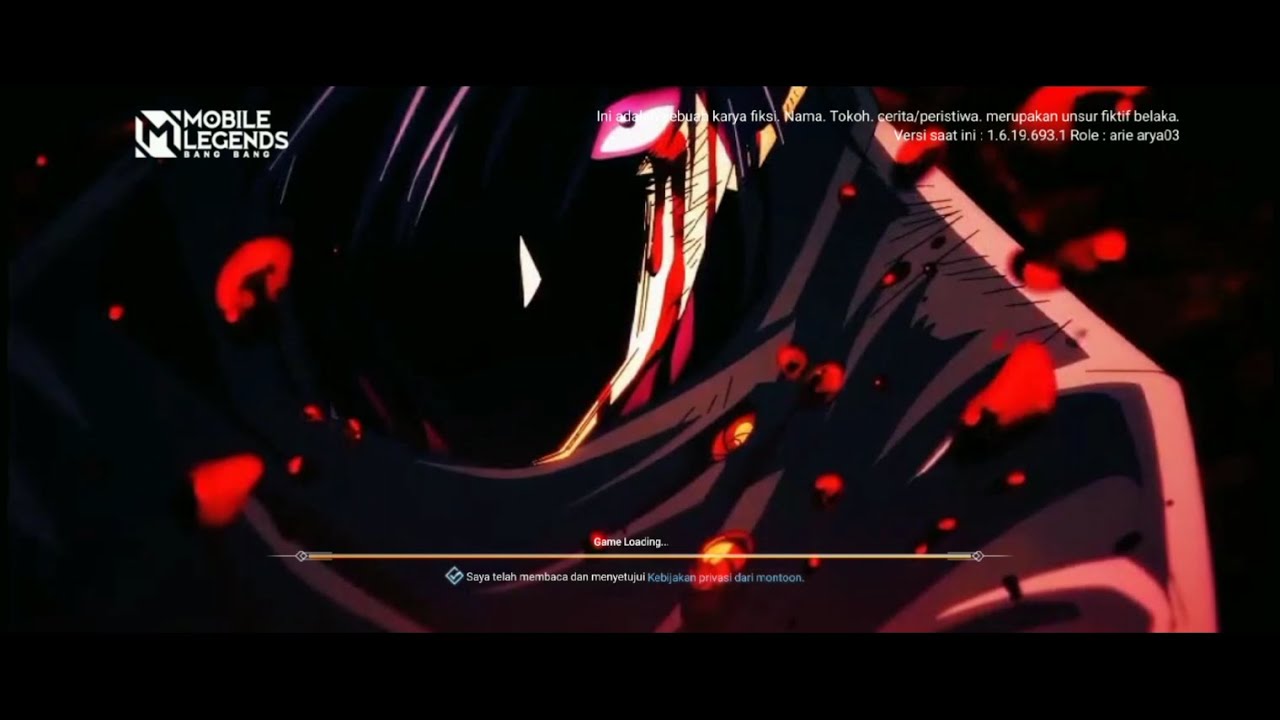 MOBILE
LEGENDS
BANG BANG
Ini adalah sebuah karya fiksi. Nama. Tokoh. cerita/peristiwa. merupakan unsur fiktif belaka.
Versi saat ini : 1.6.19.693.1 Role : arie arya03
Game Loading...
Saya telah membaca dan menyetujui Kebijakan privasi dari montoon.